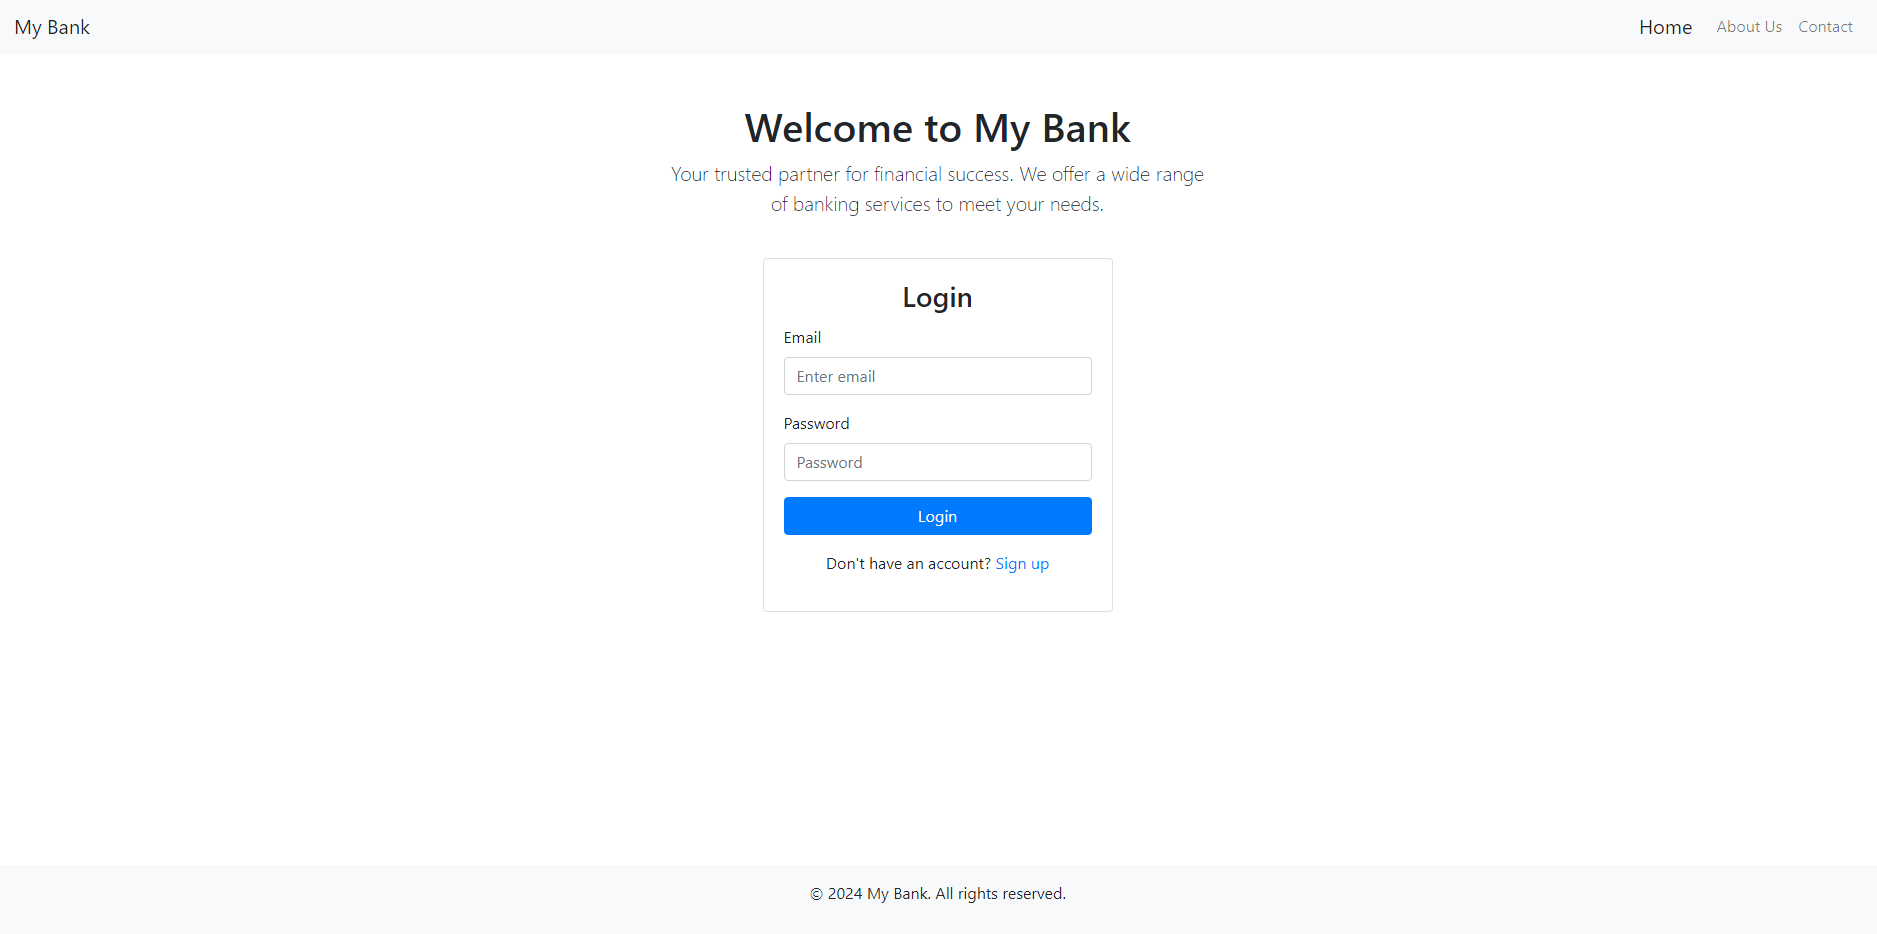 My Bank
Home About Us Contact
Welcome to My Bank
Your trusted partner for financial success. We offer a wide range
of banking services to meet your needs.
Login
Email
Enter email
Password
Password
Login
Don't have an account? Sign up
© 2024 My Bank. All rights reserved.